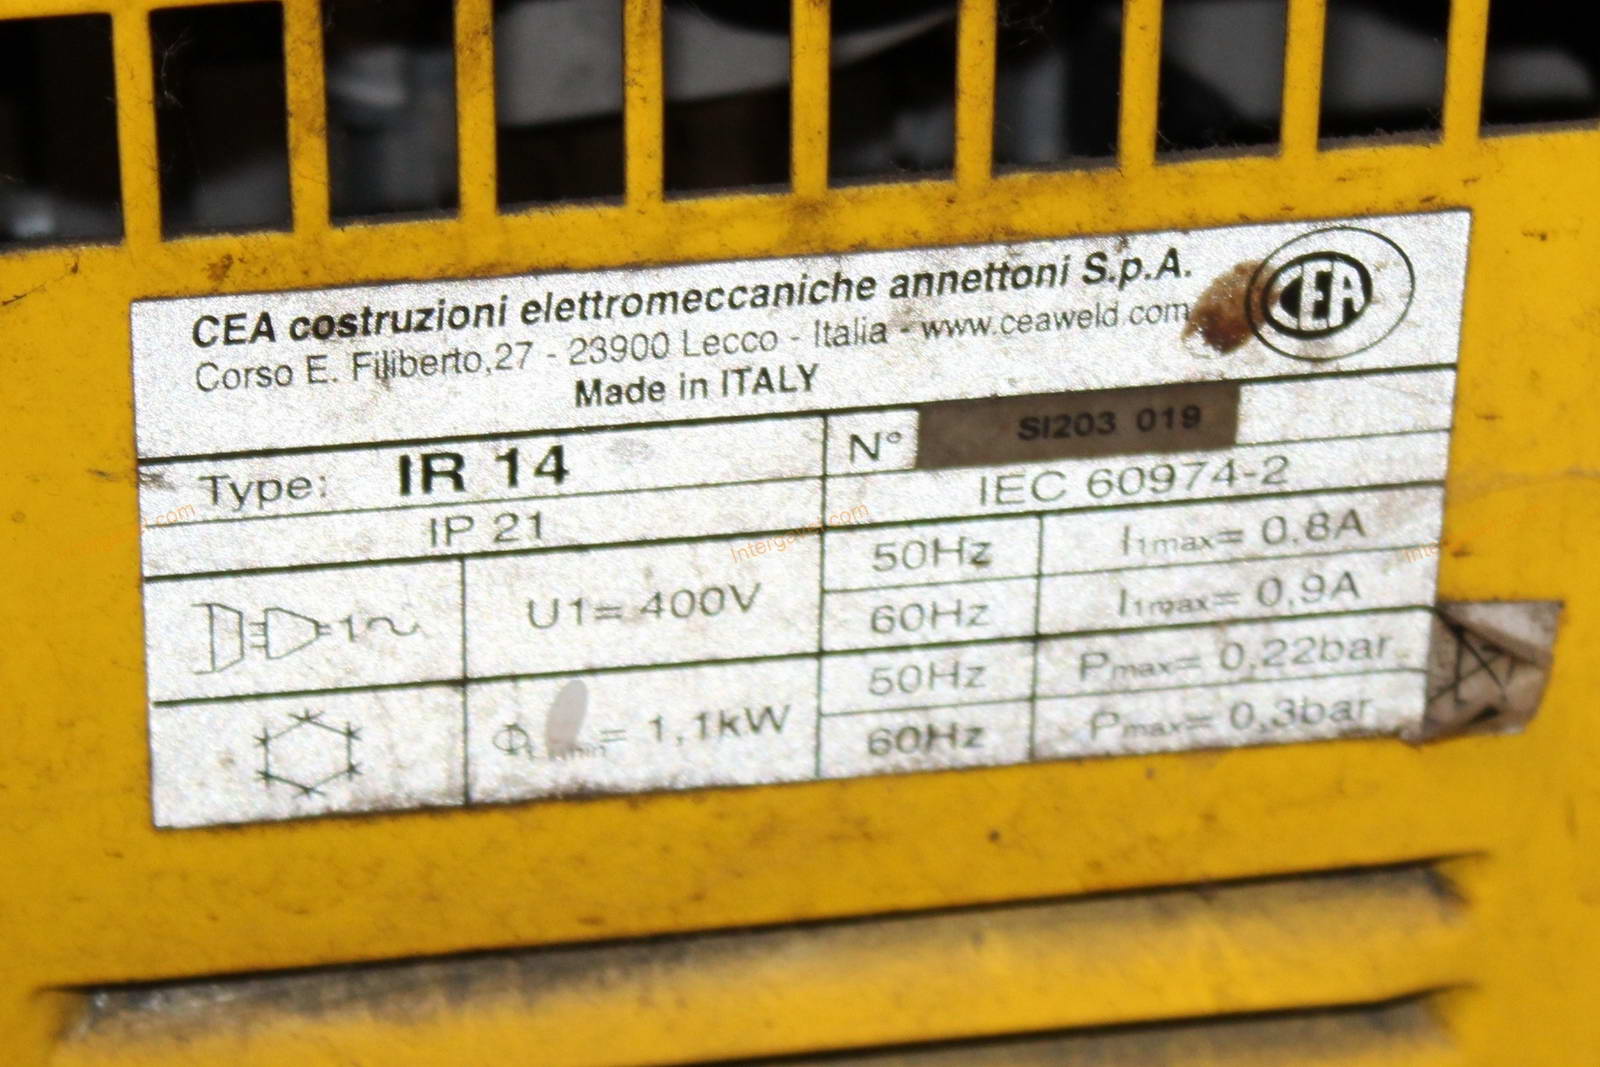 CEA costruzioni elettromeccaniche annettoni S.p.A.
Corso E. Filiberto,27 - 23900 Lecco - Italia - www.ceaweld.com
CEA
Made in ITALY
Type: IR 14
N° SI203 019
IP 21
IEC 60974-2
1~
U1= 400V
50Hz I1max= 0.8A
60Hz I1max= 0,9A
= 1,1kW
50Hz Pmax= 0,22bar
60Hz Pmax= 0,3bar